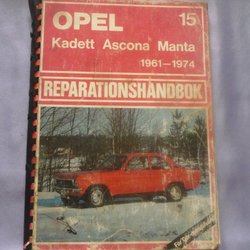 OPEL
15
Kadett Ascona Manta
1961—1974
REPARATIONSHANDBOK